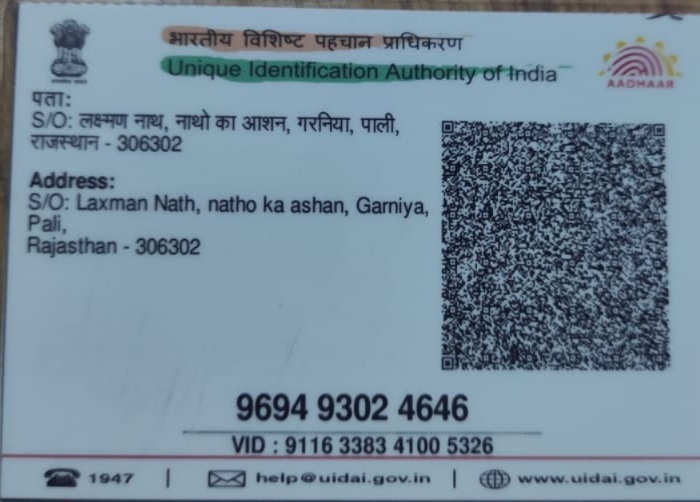 भारतीय विशिष्ट पहचान प्राधिकरण
Unique Identification Authority of India
AADHAAR
पता:
S/O: लक्ष्मण नाथ, नाथो का आशन, गरनिया, पाली,
राजस्थान - 306302
Address:
S/O: Laxman Nath, natho ka ashan, Garniya,
Pali,
Rajasthan - 306302
9694 9302 4646
VID : 9116 3383 4100 5326
1947 | help@uidai.gov.in | www.uidai.gov.in